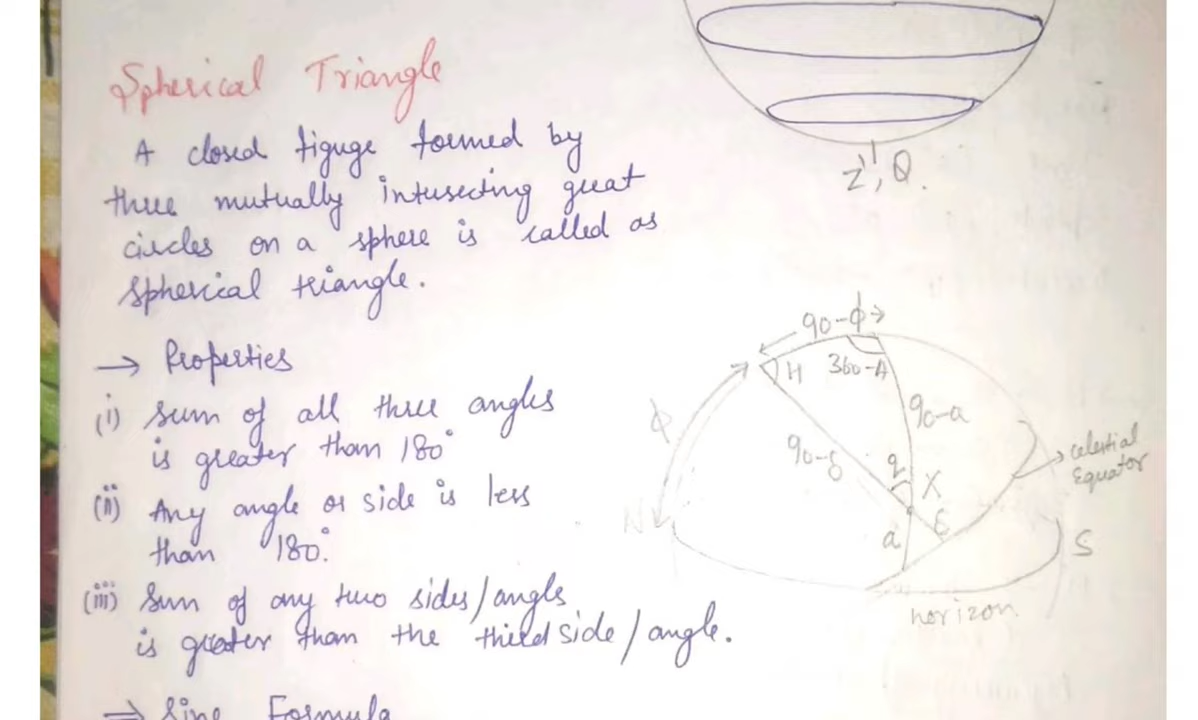 Spherical Triangle
A closed figuge formed by
three mutually intersecting great
circles on a sphere is called as
spherical triangle.
→ Properties
(i) Sum of all three angles
is greater than 180°
(ii) Any angle or side is less
than 180°.
(iii) Sum of any two sides/angles
is greater than the third side/angle.
⇒ Sine Formula
Z', Q.
90-ϕ
H
360-A
ϕ
90-a
90-δ
q
X
celestial
Equator
N
a
δ
S
horizon